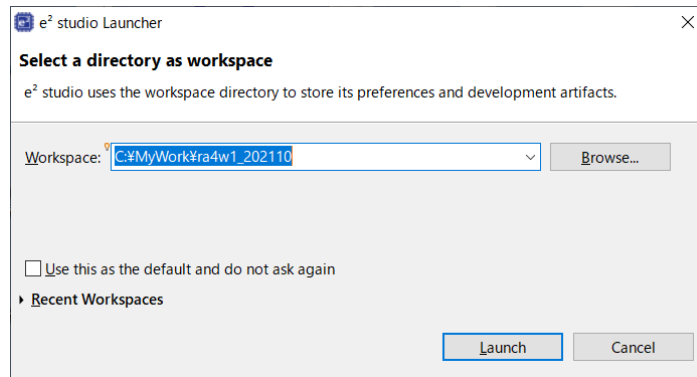 e² studio Launcher
Select a directory as workspace
e² studio uses the workspace directory to store its preferences and development artifacts.
Workspace: C:¥MyWork¥ra4w1_202110 Browse...
Use this as the default and do not ask again
Recent Workspaces
Launch Cancel